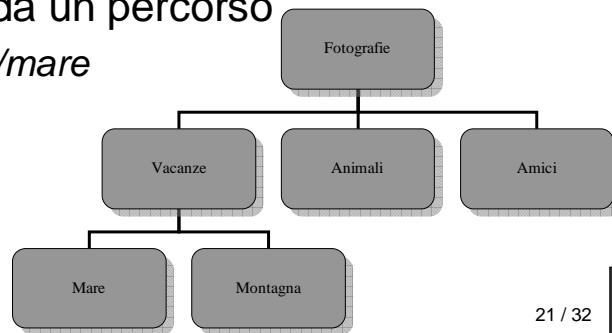 da un percorso
/mare
Fotografie
Vacanze Animali Amici
Mare Montagna
21 / 32